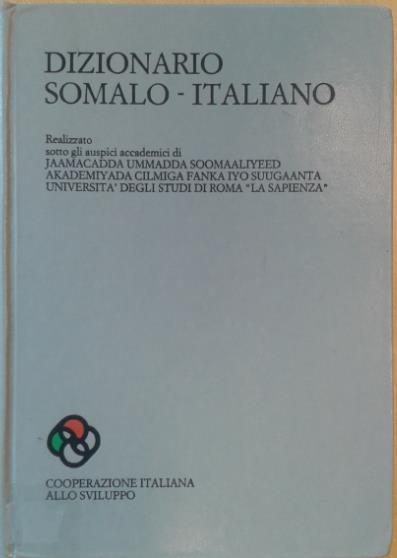 DIZIONARIO
SOMALO - ITALIANO
Realizzato
sotto gli auspici accademici di
JAAMACADDA UMMADDA SOOMAALIYEED
AKADEMIYADA CILMIGA FANKA IYO SUUGAANTA
UNIVERSITA' DEGLI STUDI DI ROMA "LA SAPIENZA"
COOPERAZIONE ITALIANA
ALLO SVILUPPO